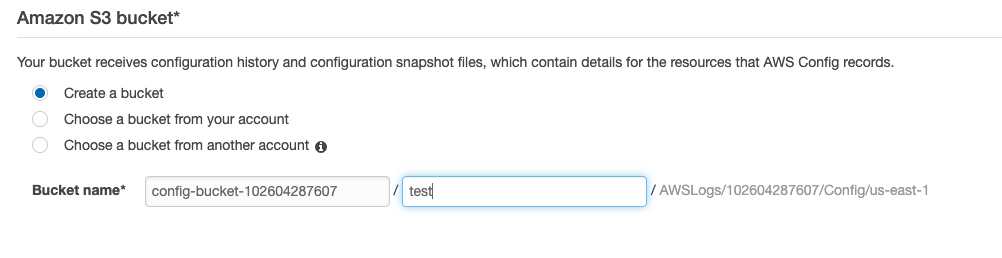 Amazon S3 bucket*
Your bucket receives configuration history and configuration snapshot files, which contain details for the resources that AWS Config records.
Create a bucket
Choose a bucket from your account
Choose a bucket from another account
Bucket name* config-bucket-102604287607 / test / AWSLogs/102604287607/Config/us-east-1